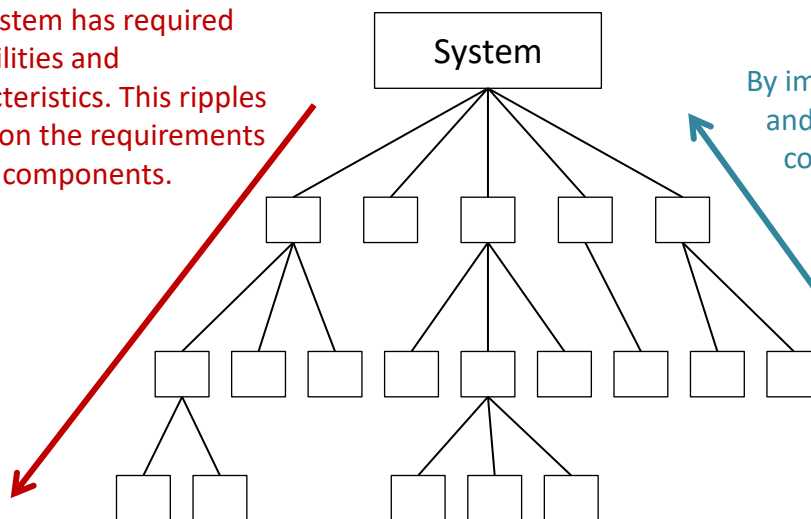 stem has required
ilities and
cteristics. This ripples
on the requirements
components.
System
By im
and
co